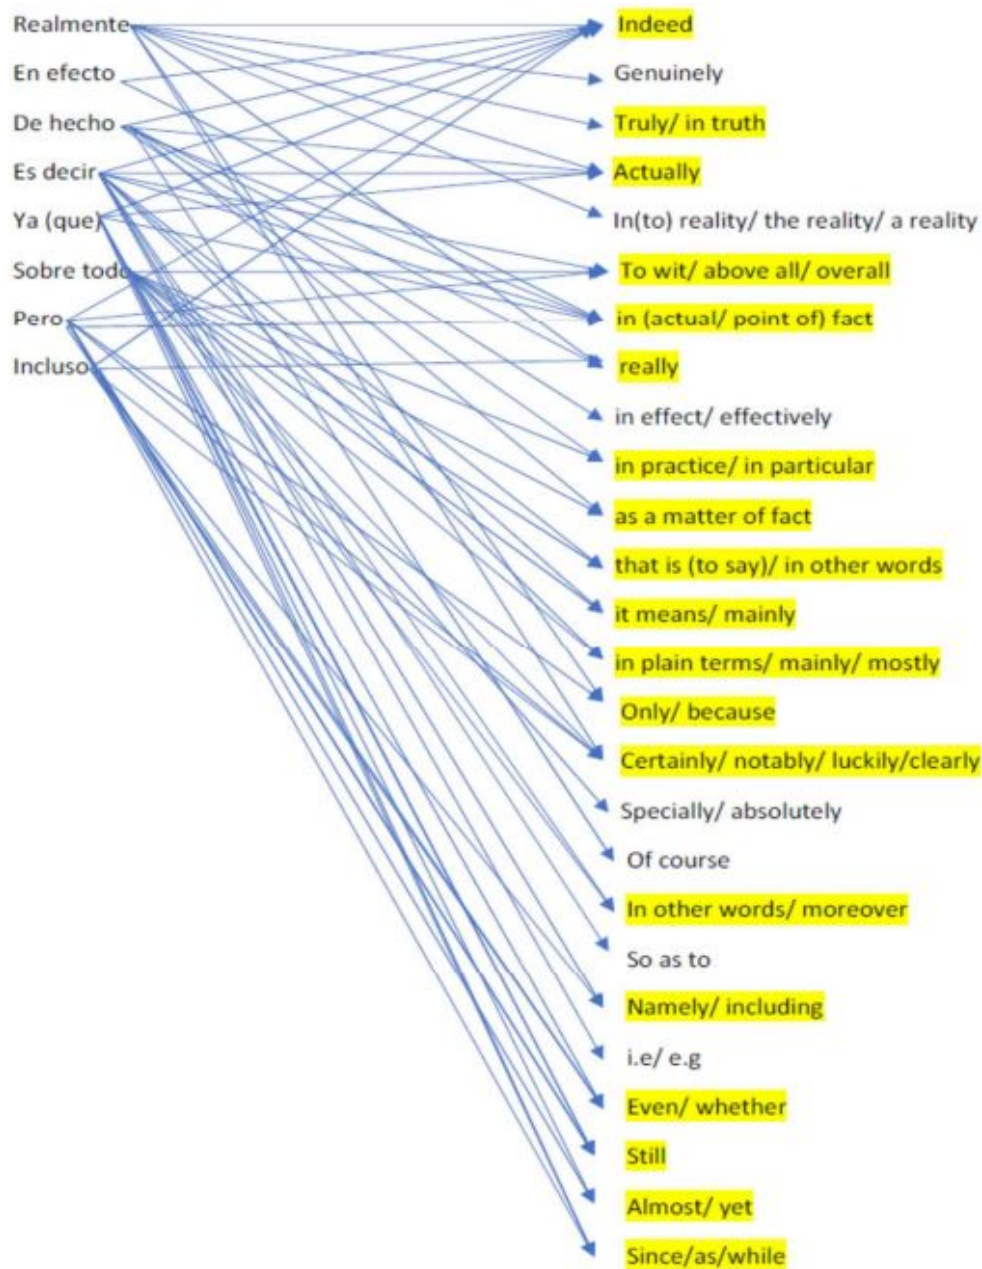 Realmente
En efecto
De hecho
Es decir
Ya (que)
Sobre todo
Pero
Incluso
Indeed
Genuinely
Truly/ in truth
Actually
In(to) reality/ the reality/ a reality
To wit/ above all/ overall
in (actual/ point of) fact
really
in effect/ effectively
in practice/ in particular
as a matter of fact
that is (to say)/ in other words
it means/ mainly
in plain terms/ mainly/ mostly
Only/ because
Certainly/ notably/ luckily/clearly
Specially/ absolutely
Of course
In other words/ moreover
So as to
Namely/ including
i.e/ e.g
Even/ whether
Still
Almost/ yet
Since/as/while